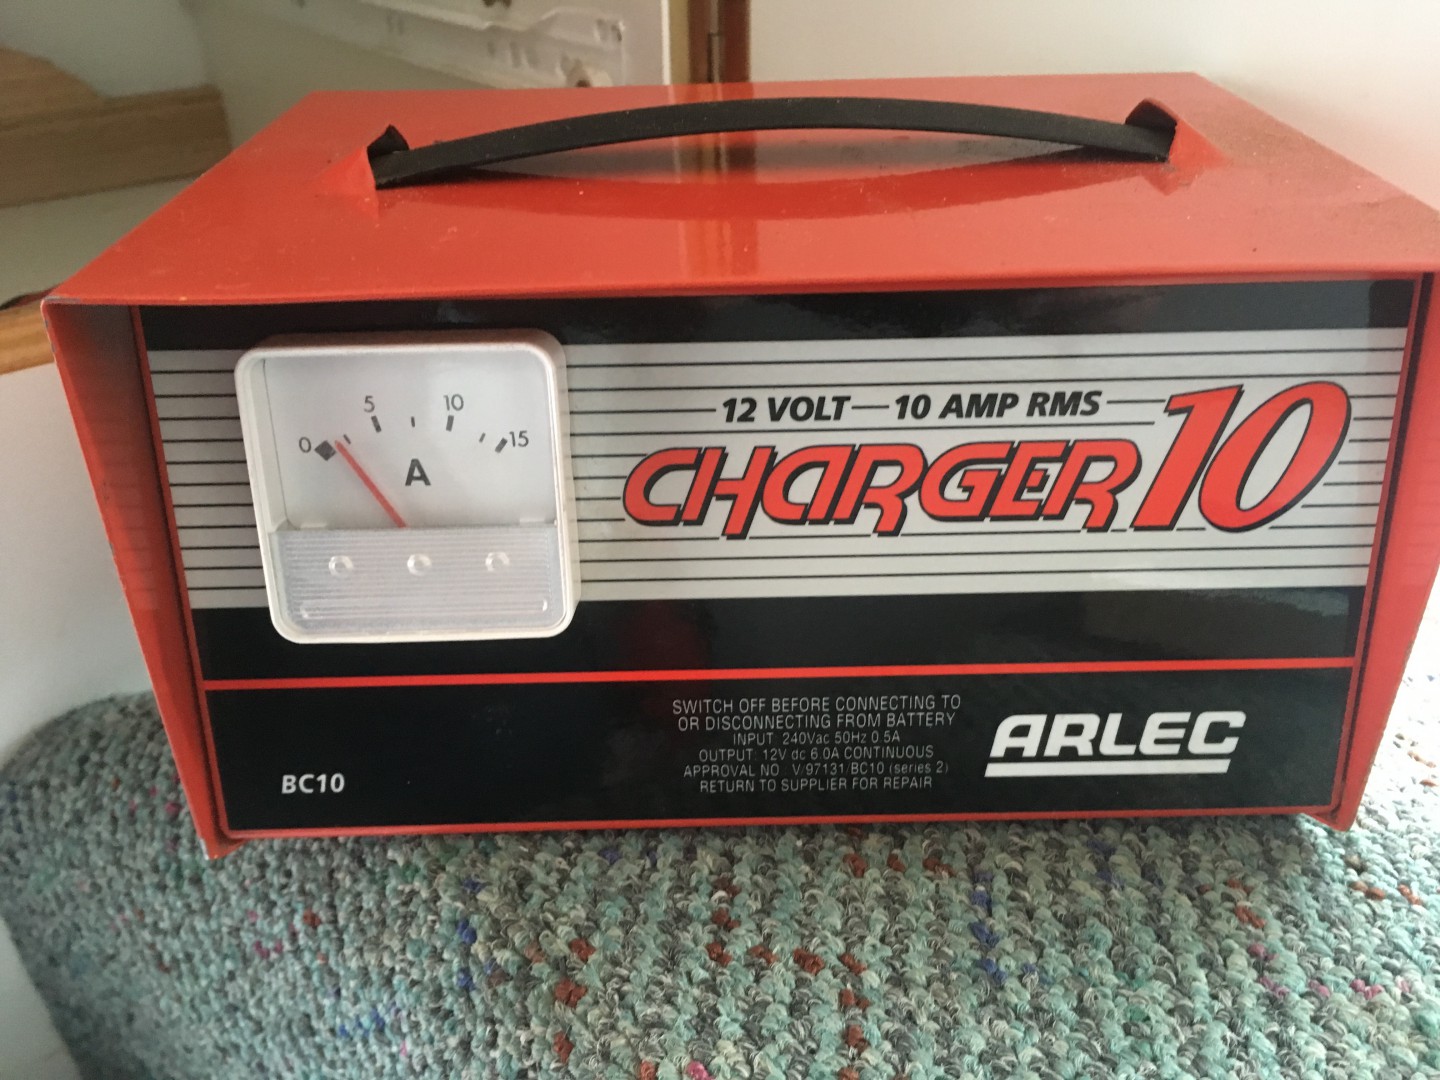 0 5 10 15
A
12 VOLT — 10 AMP RMS
CHARGER 10
SWITCH OFF BEFORE CONNECTING TO
OR DISCONNECTING FROM BATTERY
INPUT 240Vac 50Hz 0.5A
OUTPUT 12V dc 6.0A CONTINUOUS
APPROVAL NO. V/97131/BC10 (series 2)
RETURN TO SUPPLIER FOR REPAIR
ARLEC
BC10